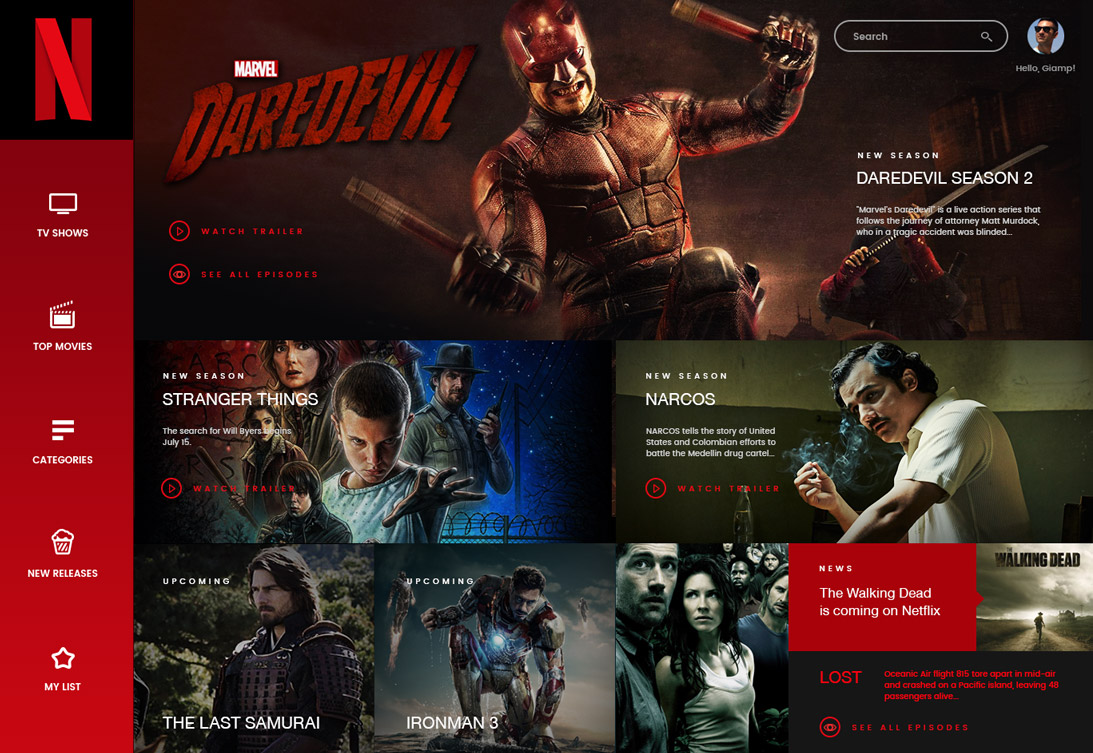 N
TV SHOWS
TOP MOVIES
CATEGORIES
NEW RELEASES
MY LIST
MARVEL
DAREDEVIL
WATCH TRAILER
SEE ALL EPISODES
Search
Hello, Giamp!
NEW SEASON
DAREDEVIL SEASON 2
"Marvel's Daredevil" is a live action series that
follows the journey of attorney Matt Murdock,
who in a tragic accident was blinded...
NEW SEASON
STRANGER THINGS
The search for Will Byers begins
July 15.
WATCH TRAILER
NEW SEASON
NARCOS
NARCOS tells the story of United
States and Colombian efforts to
battle the Medellin drug cartel...
WATCH TRAILER
UPCOMING
THE LAST SAMURAI
UPCOMING
IRONMAN 3
NEWS
The Walking Dead
is coming on Netflix
THE
WALKING DEAD
LOST
Oceanic Air flight 815 tore apart in mid-air
and crashed on a Pacific island, leaving 48
passengers alive...
SEE ALL EPISODES